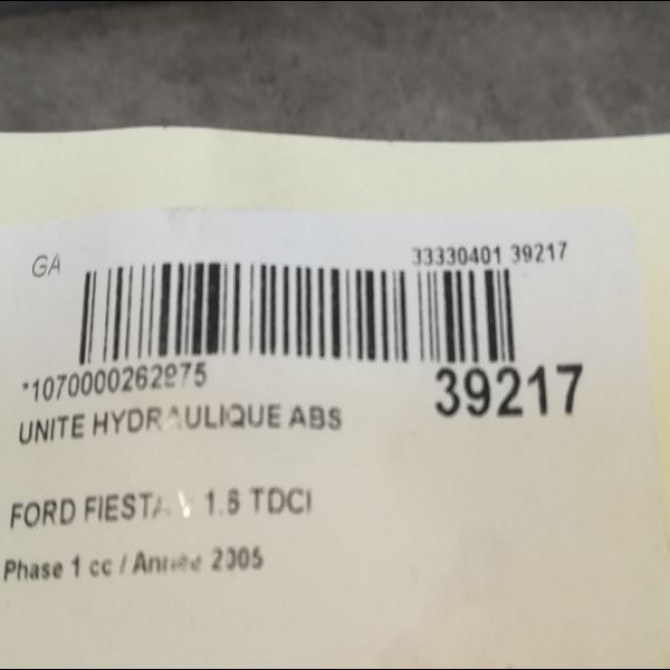 GA
33330401 39217
*1070000262975
39217
UNITE HYDRAULIQUE ABS
FORD FIESTA V 1.6 TDCI
Phase 1 cc / Année 2005